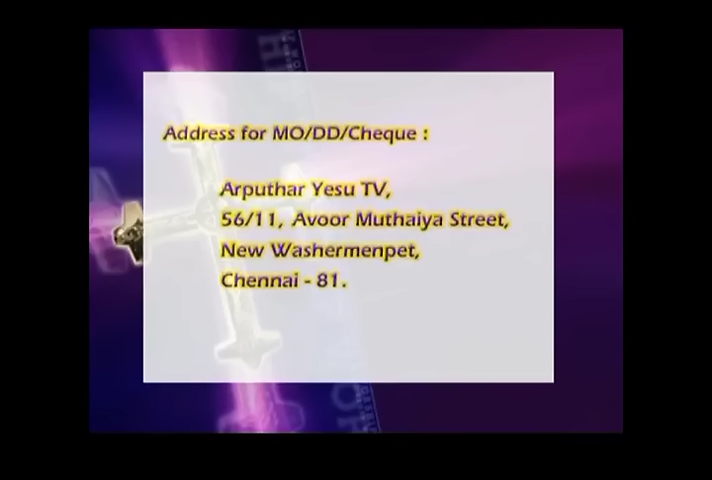 Address for MO/DD/Cheque :
Arputhar Yesu TV,
56/11, Avoor Muthaiya Street,
New Washermenpet,
Chennai - 81.